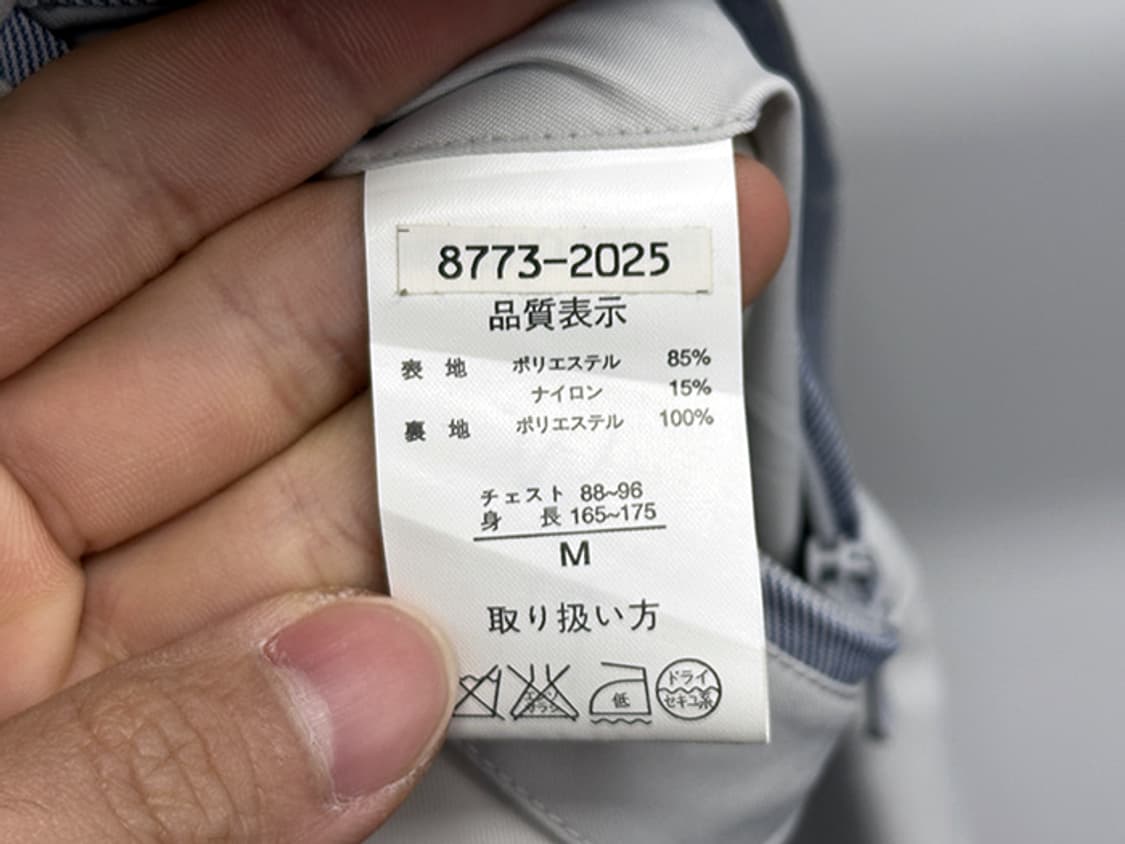 8773-2025
品質表示
表 地 ポリエステル 85%
ナイロン 15%
裏 地 ポリエステル 100%
チェスト 88~96
身 長 165~175
M
取り扱い方
低
ドライ
セキユ系